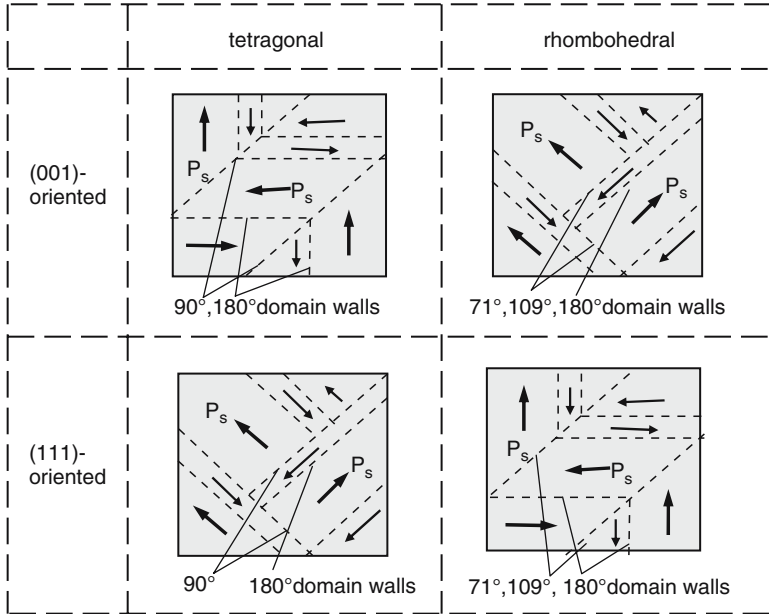 tetragonal
rhombohedral
(001)-
oriented
P_s
P_s
90°,180°domain walls
P_s
P_s
71°,109°,180°domain walls
(111)-
oriented
P_s
P_s
90°
180°domain walls
P_s
P_s
71°,109°, 180°domain walls